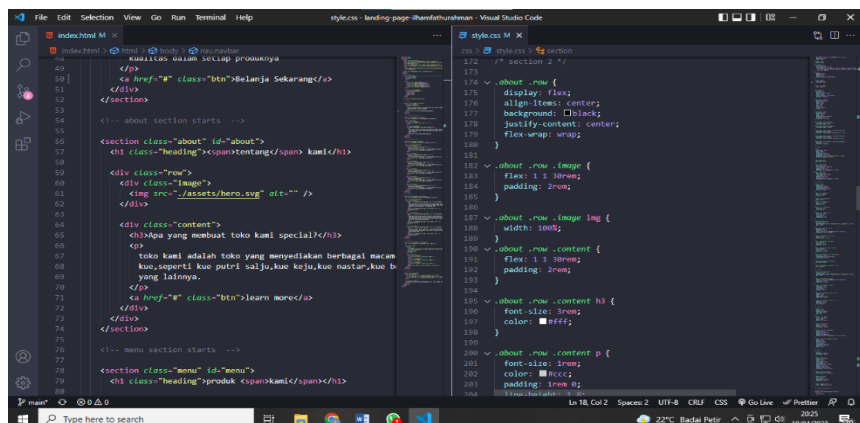 File Edit Selection View Go Run Terminal Help
style.css - landing-page-ilhamfathurahman - Visual Studio Code
index.html M ×
index.html > html > body > nav.navbar
48 kualitas dalam setiap produknya
49 </p>
50 <a href="#" class="btn">Belanja Sekarang</a>
51 </div>
52 </section>
53
54 <!-- about section starts -->
55
56 <section class="about" id="about">
57 <h1 class="heading"><span>tentang</span> kami</h1>
58
59 <div class="row">
60 <div class="image">
61 <img src="./assets/hero.svg" alt="" />
62 </div>
63
64 <div class="content">
65 <h3>Apa yang membuat toko kami special?</h3>
66 <p>
67 toko kami adalah toko yang menyediakan berbagai macam
68 kue,seperti kue putri salju,kue keju,kue nastar,kue b
69 yang lainnya.
70 </p>
71 <a href="#" class="btn">learn more</a>
72 </div>
73 </div>
74 </section>
75
76 <!-- menu section starts -->
77
78 <section class="menu" id="menu">
79 <h1 class="heading">produk <span>kami</span></h1>
80
style.css M ×
css > style.css > section
172 /* section 2 */
173
174 .about .row {
175 display: flex;
176 align-items: center;
177 background: black;
178 justify-content: center;
179 flex-wrap: wrap;
180 }
181
182 .about .row .image {
183 flex: 1 1 30rem;
184 padding: 2rem;
185 }
186
187 .about .row .image img {
188 width: 100%;
189 }
190 .about .row .content {
191 flex: 1 1 30rem;
192 padding: 2rem;
193 }
194
195 .about .row .content h3 {
196 font-size: 3rem;
197 color: #fff;
198 }
199
200 .about .row .content p {
201 font-size: 1rem;
202 color: #ccc;
203 padding: 1rem 0;
204 line-height: 1.8;
main* 0 0
Ln 18, Col 2 Spaces: 2 UTF-8 CRLF CSS Go Live Prettier
Type here to search
22°C Badai Petir
20:25